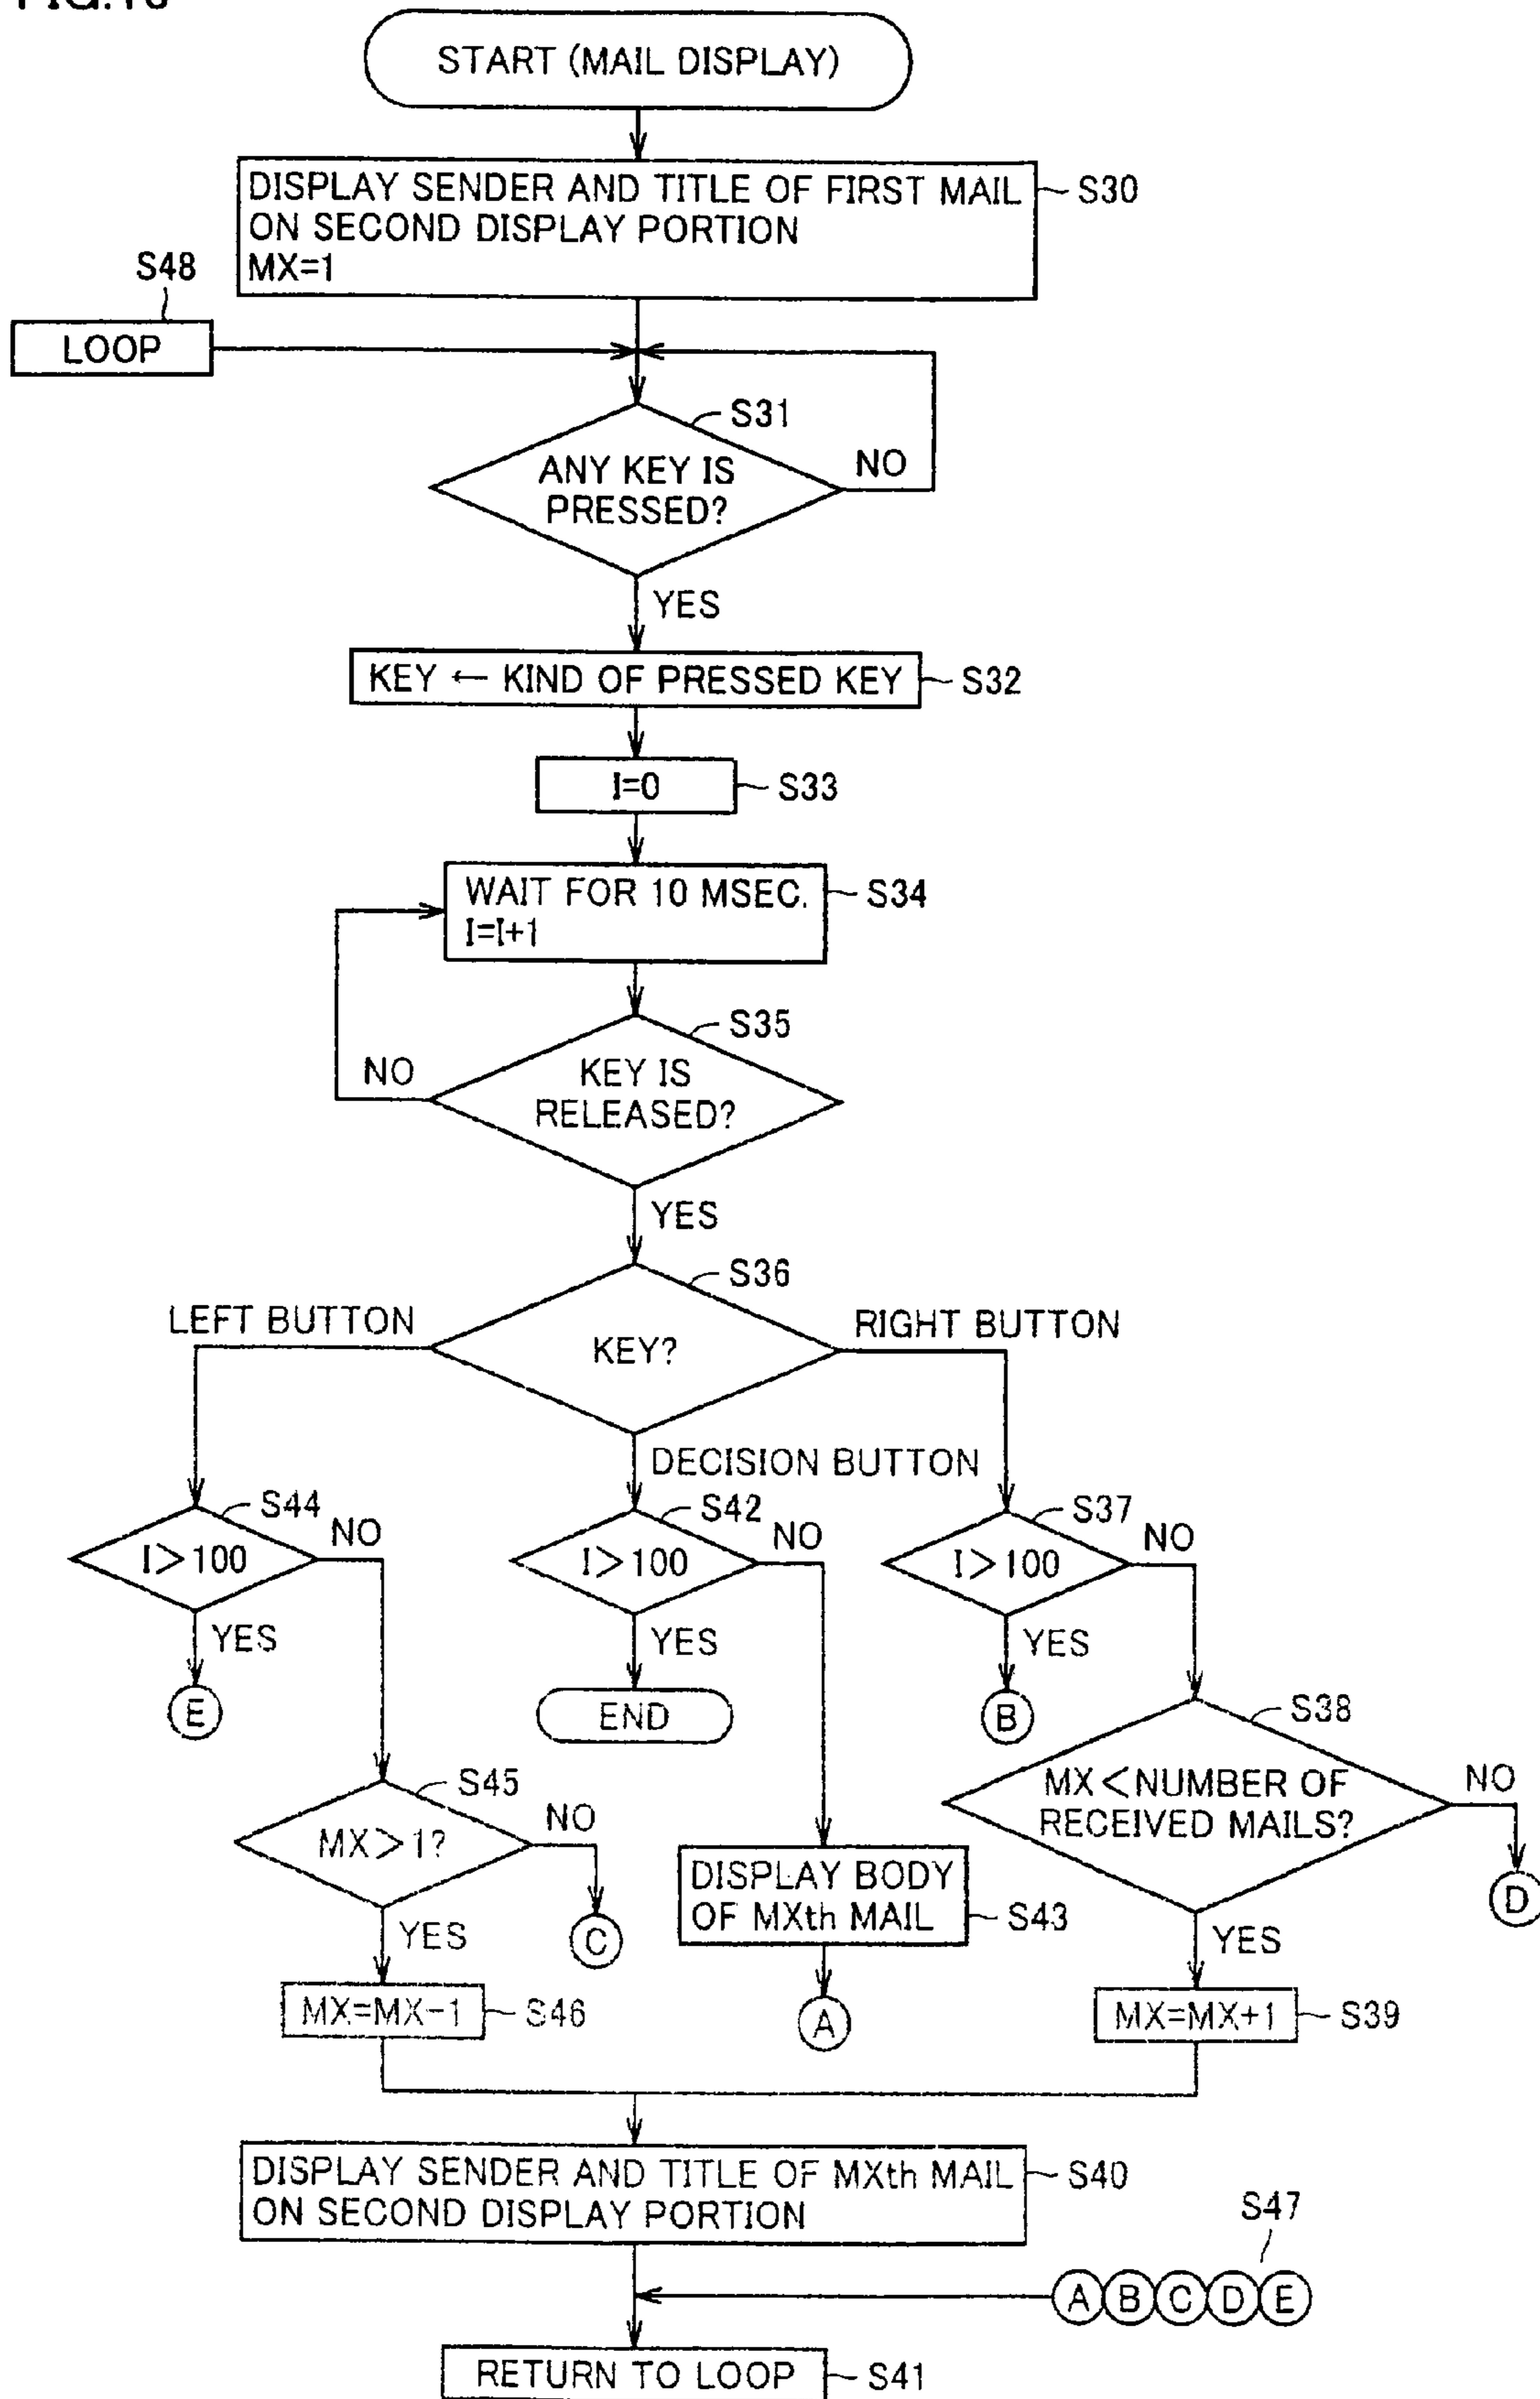 START (MAIL DISPLAY)
DISPLAY SENDER AND TITLE OF FIRST MAIL
ON SECOND DISPLAY PORTION
MX=1
S30
S48
LOOP
S31
ANY KEY IS
PRESSED?
NO
YES
KEY ← KIND OF PRESSED KEY
S32
I=0
S33
WAIT FOR 10 MSEC.
I=I+1
S34
S35
KEY IS
RELEASED?
NO
YES
S36
KEY?
LEFT BUTTON
RIGHT BUTTON
DECISION BUTTON
S44
I>100
NO
YES
E
S42
I>100
NO
YES
END
S37
I>100
NO
YES
B
S38
MX<NUMBER OF
RECEIVED MAILS?
NO
D
YES
S45
MX>1?
NO
C
YES
DISPLAY BODY
OF MXth MAIL
S43
A
MX=MX-1
S46
MX=MX+1
S39
DISPLAY SENDER AND TITLE OF MXth MAIL
ON SECOND DISPLAY PORTION
S40
S47
A B C D E
RETURN TO LOOP
S41